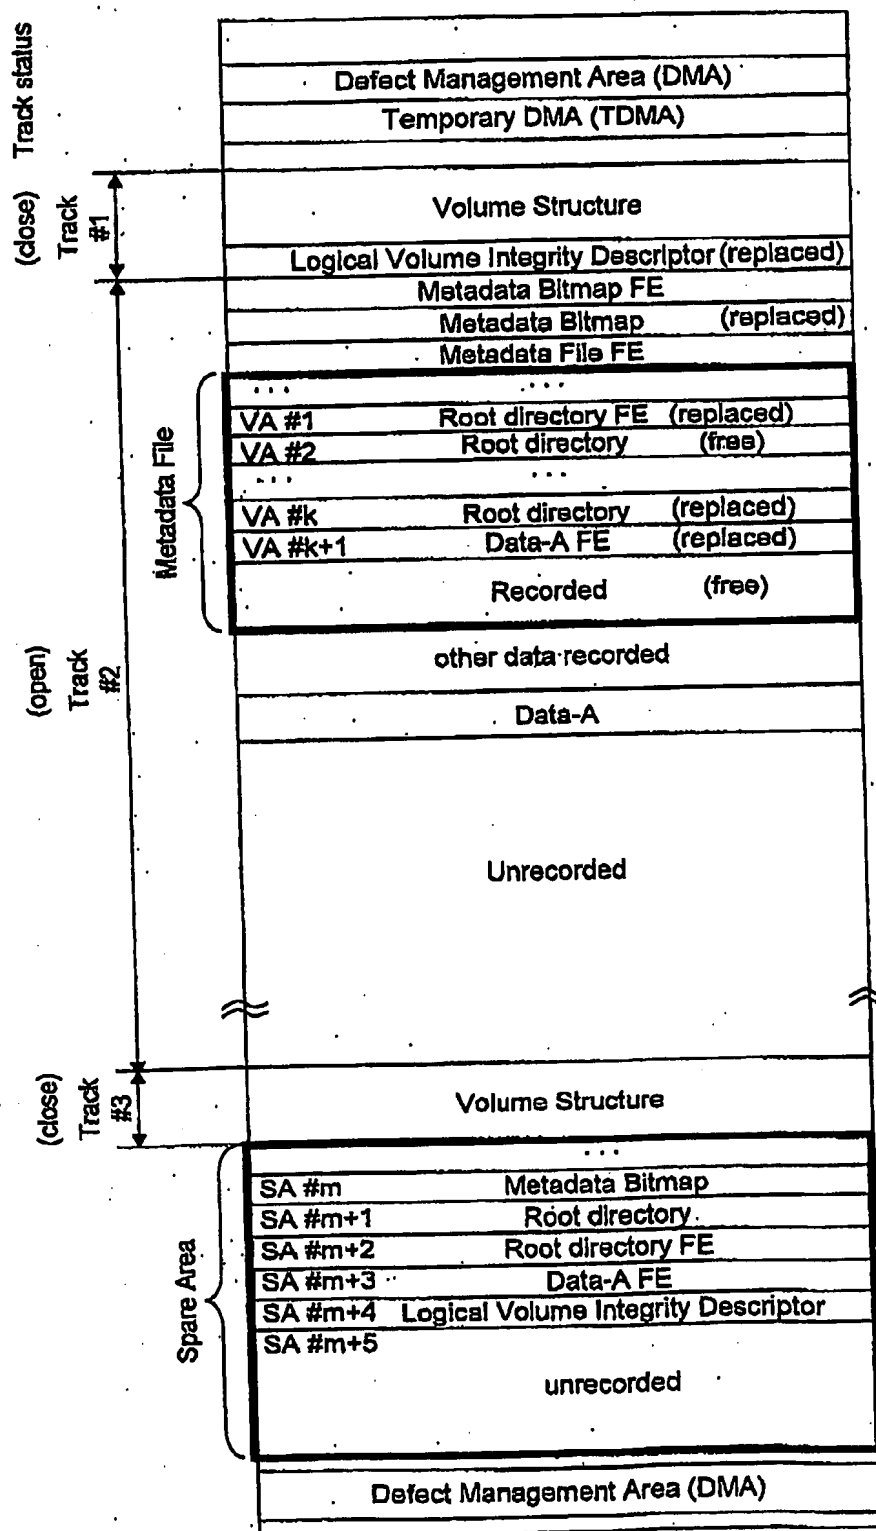 Track status
Defect Management Area (DMA)
Temporary DMA (TDMA)
(close)
Track
#1
Volume Structure
Logical Volume Integrity Descriptor (replaced)
Metadata Bitmap FE
Metadata Bitmap (replaced)
Metadata File FE
(open)
Track
#2
Metadata File
... ...
VA #1 Root directory FE (replaced)
VA #2 Root directory (free)
... ...
VA #k Root directory (replaced)
VA #k+1 Data-A FE (replaced)
Recorded (free)
other data recorded
Data-A
Unrecorded
(close)
Track
#3
Volume Structure
Spare Area
...
SA #m Metadata Bitmap
SA #m+1 Root directory
SA #m+2 Root directory FE
SA #m+3 Data-A FE
SA #m+4 Logical Volume Integrity Descriptor
SA #m+5
unrecorded
Defect Management Area (DMA)